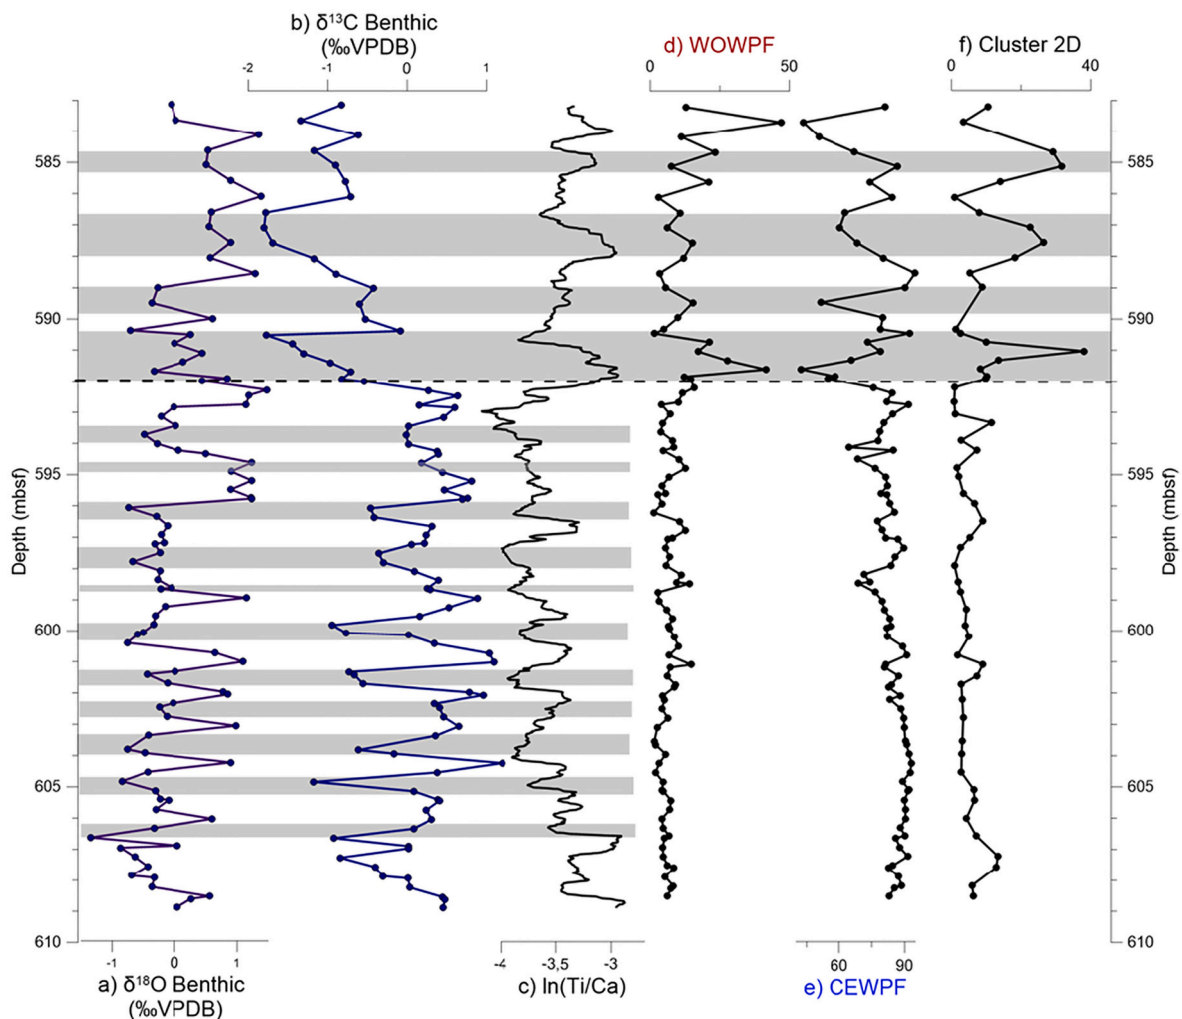 b) δ¹³C Benthic
(‰VPDB)
d) WOWPF
f) Cluster 2D
-2 -1 0 1
0 50
0 20 40
585
590
595
600
605
610
Depth (mbsf)
585
590
595
600
605
610
Depth (mbsf)
-1 0 1
-4 -3,5 -3
60 90
a) δ¹⁸O Benthic
(‰VPDB)
c) ln(Ti/Ca)
e) CEWPF